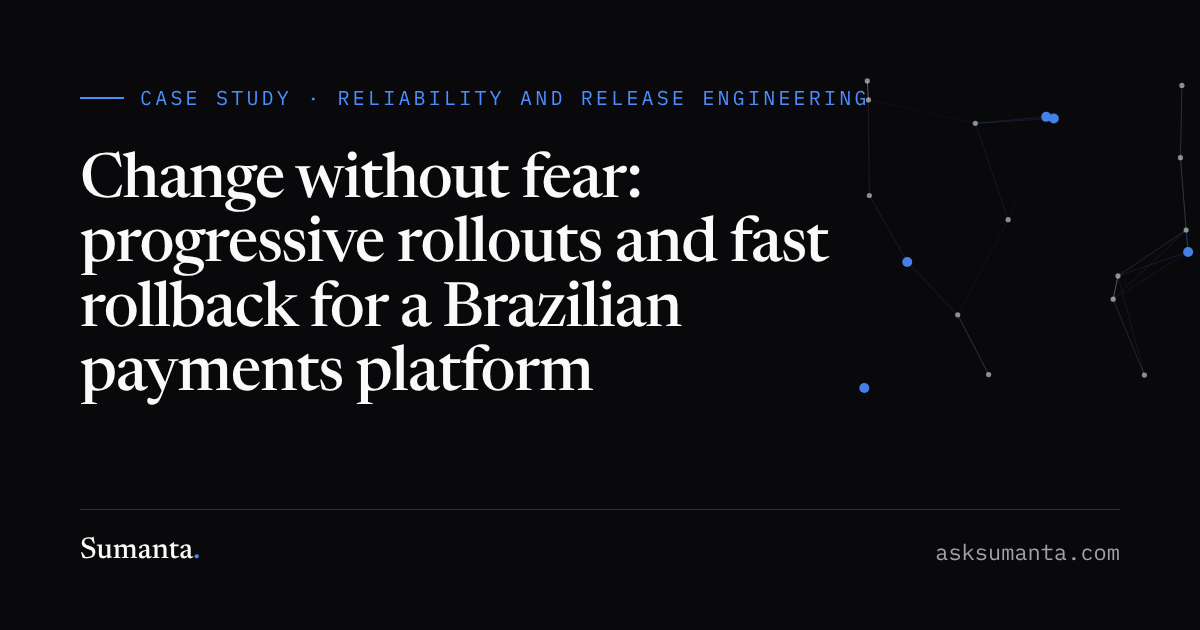 CASE STUDY · RELIABILITY AND RELEASE ENGINEERING
Change without fear:
progressive rollouts and fast
rollback for a Brazilian
payments platform
Sumanta.
asksumanta.com